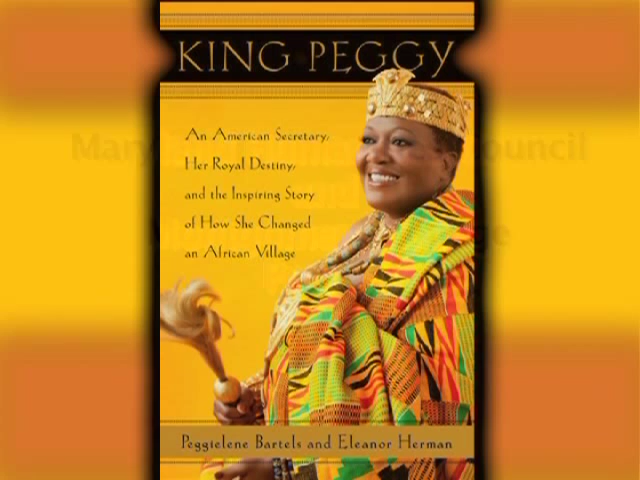 KING PEGGY
An American Secretary,
Her Royal Destiny,
and the Inspiring Story
of How She Changed
an African Village
Peggielene Bartels and Eleanor Herman